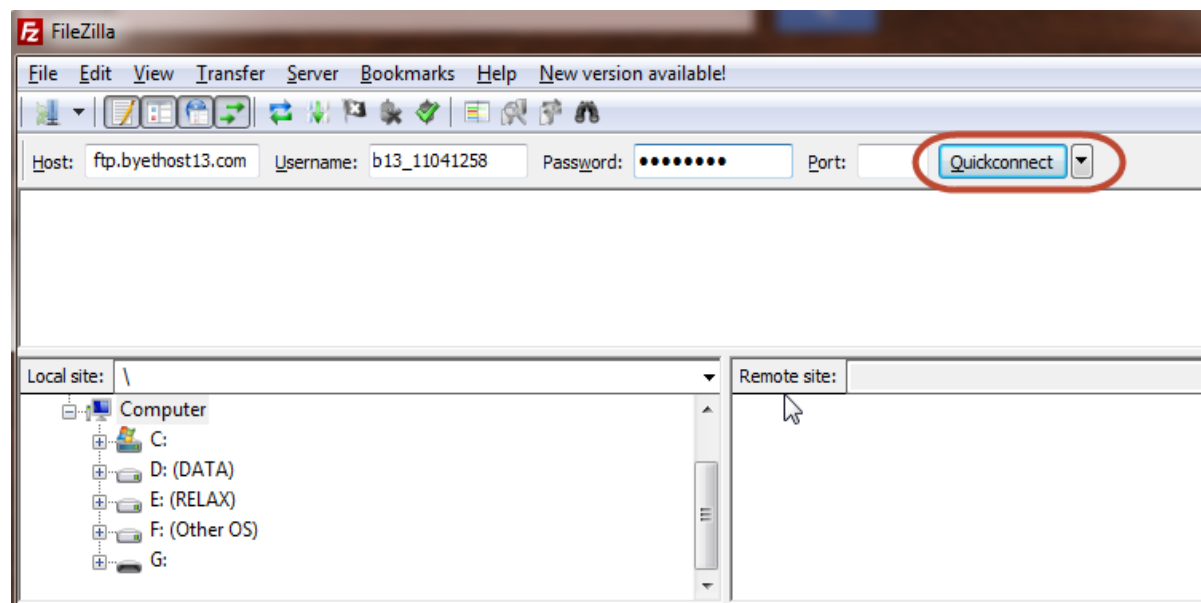 FileZilla
File Edit View Transfer Server Bookmarks Help New version available!
Host: ftp.byethost13.com Username: b13_11041258 Password: ●●●●●●●● Port: Quickconnect
Local site: \ Remote site:
Computer
C:
D: (DATA)
E: (RELAX)
F: (Other OS)
G: